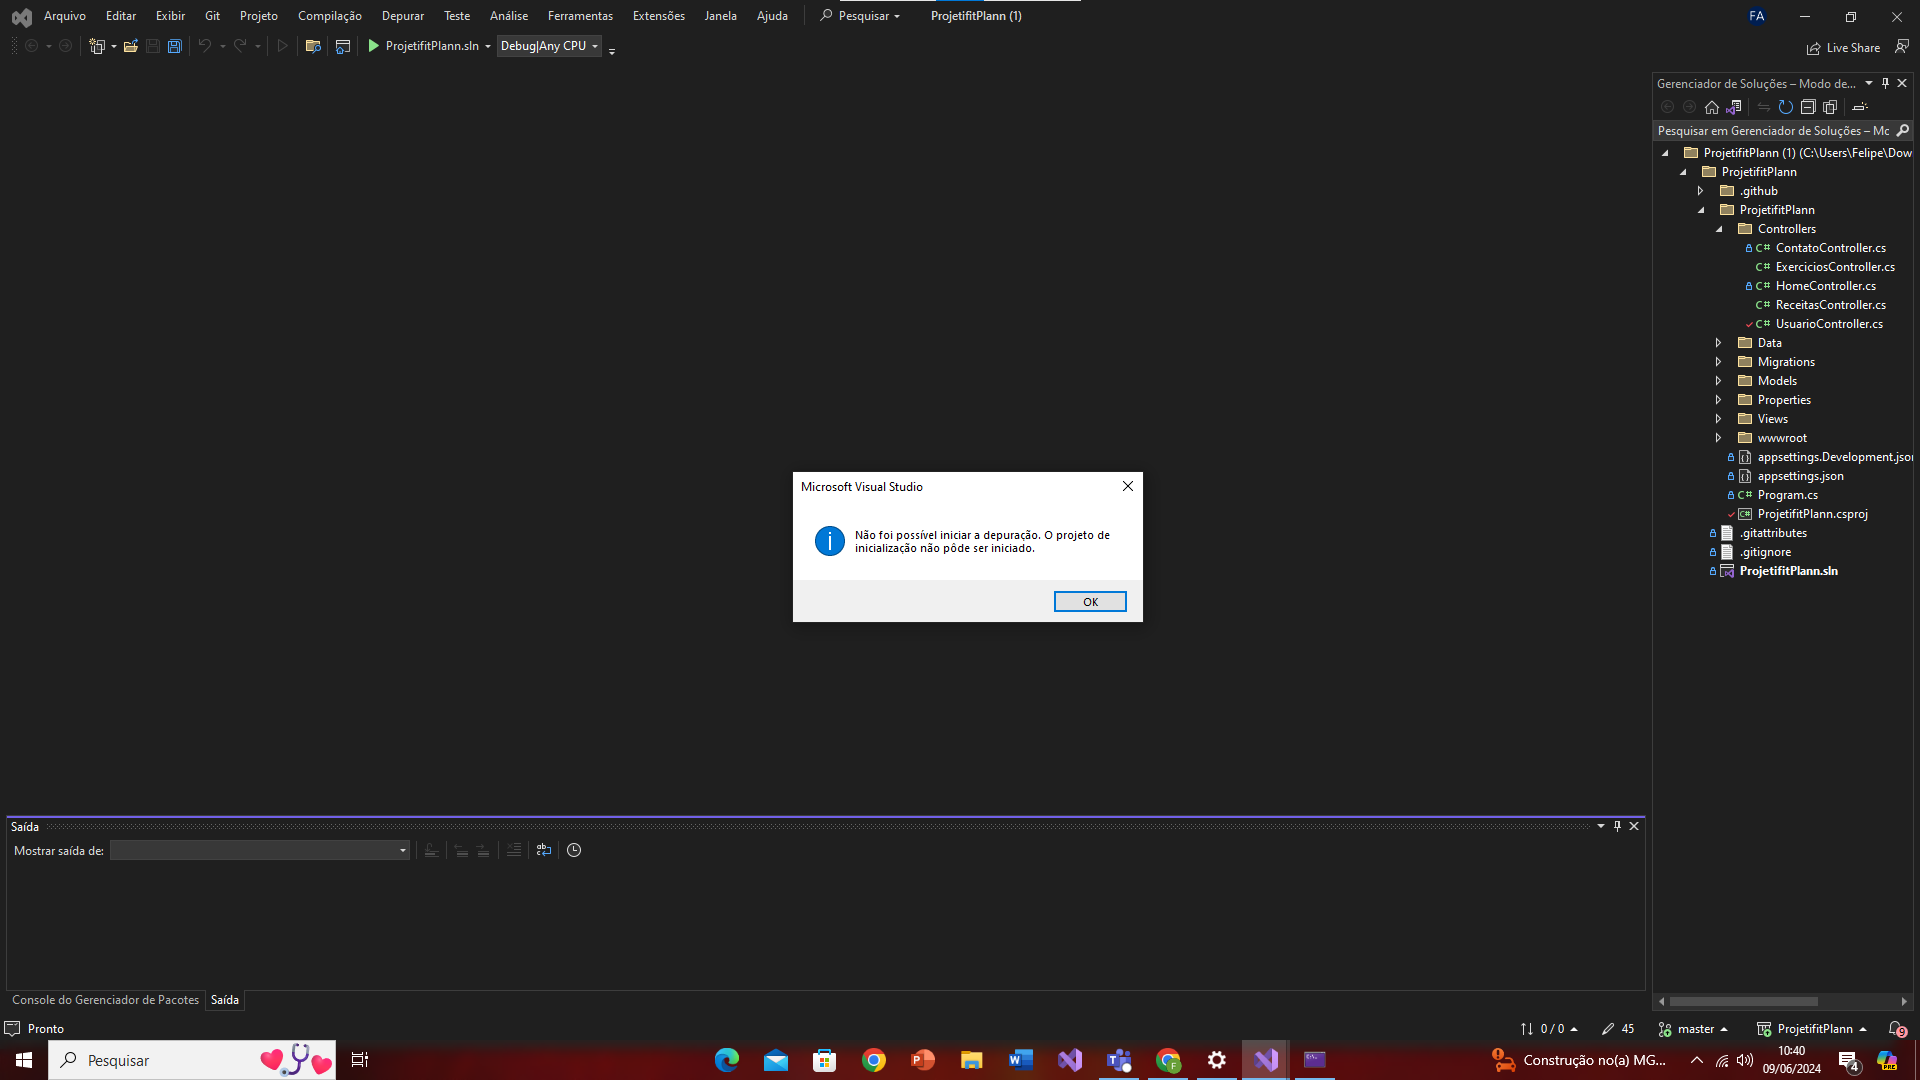 Arquivo Editar Exibir Git Projeto Compilação Depurar Teste Análise Ferramentas Extensões Janela Ajuda Pesquisar ProjetifitPlann (1) FA
ProjetifitPlann.sln Debug|Any CPU Live Share
Gerenciador de Soluções – Modo de...
Pesquisar em Gerenciador de Soluções – Mc
ProjetifitPlann (1) (C:\Users\Felipe\Dow
ProjetifitPlann
.github
ProjetifitPlann
Controllers
C# ContatoController.cs
C# ExerciciosController.cs
C# HomeController.cs
C# ReceitasController.cs
C# UsuarioController.cs
Data
Migrations
Models
Properties
Views
wwwroot
appsettings.Development.json
appsettings.json
C# Program.cs
C# ProjetifitPlann.csproj
.gitattributes
.gitignore
ProjetifitPlann.sln
Microsoft Visual Studio
Não foi possível iniciar a depuração. O projeto de
inicialização não pôde ser iniciado.
OK
Saída
Mostrar saída de:
Console do Gerenciador de Pacotes Saída
Pronto 0 / 0 45 master ProjetifitPlann 9
Pesquisar Construção no(a) MG... 10:40
09/06/2024 4